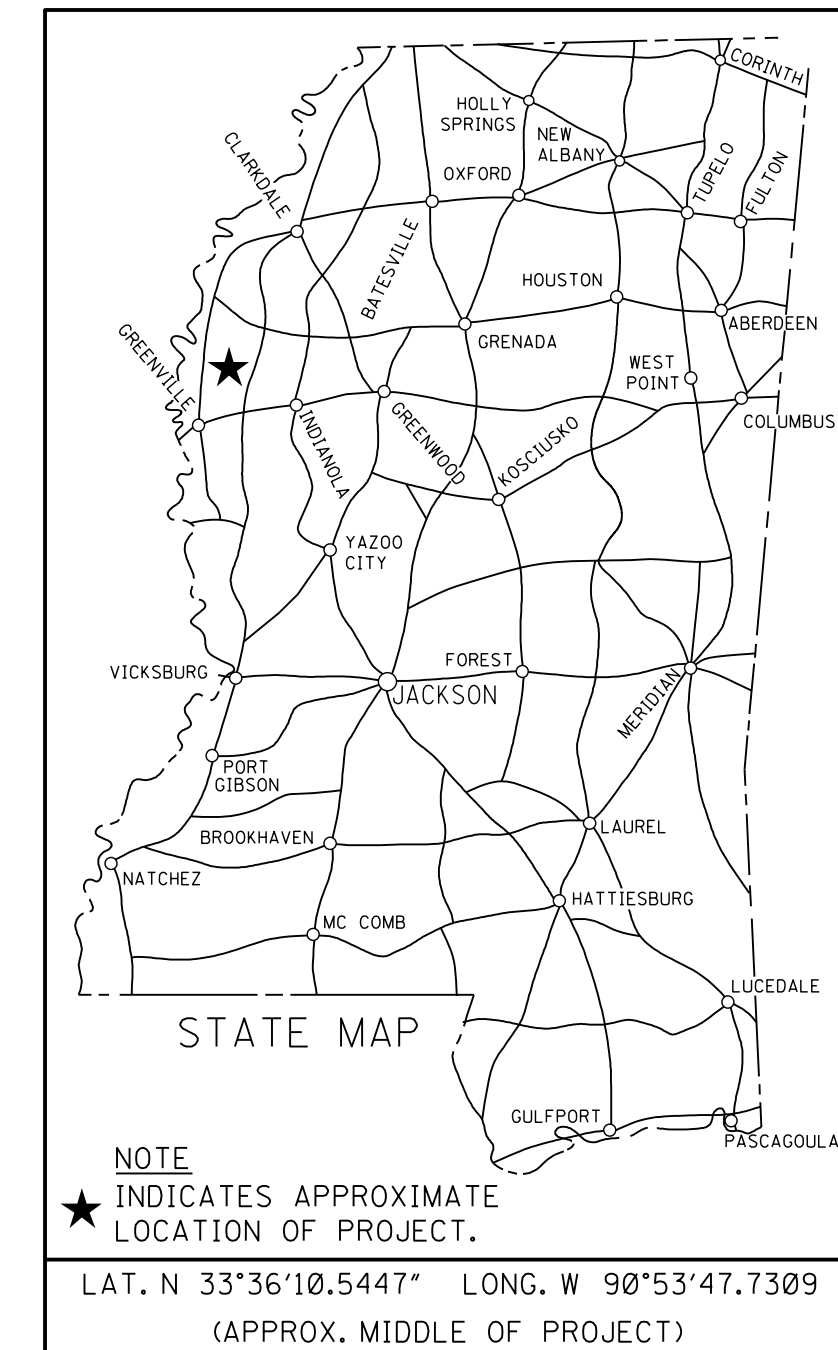 CORINTH
HOLLY
SPRINGS
NEW
ALBANY
CLARKDALE
OXFORD
TUPELO
FULTON
BATESVILLE
HOUSTON
GREENVILLE
ABERDEEN
GRENADA
WEST
POINT
COLUMBUS
INDIANOLA
GREENWOOD
KOSCIUSKO
YAZOO
CITY
VICKSBURG
FOREST
JACKSON
MERIDIAN
PORT
GIBSON
BROOKHAVEN
LAUREL
NATCHEZ
HATTIESBURG
MC COMB
LUCEDALE
STATE MAP
GULFPORT
PASCAGOULA
NOTE
INDICATES APPROXIMATE
LOCATION OF PROJECT.
LAT. N 33°36'10.5447" LONG. W 90°53'47.7309
(APPROX. MIDDLE OF PROJECT)